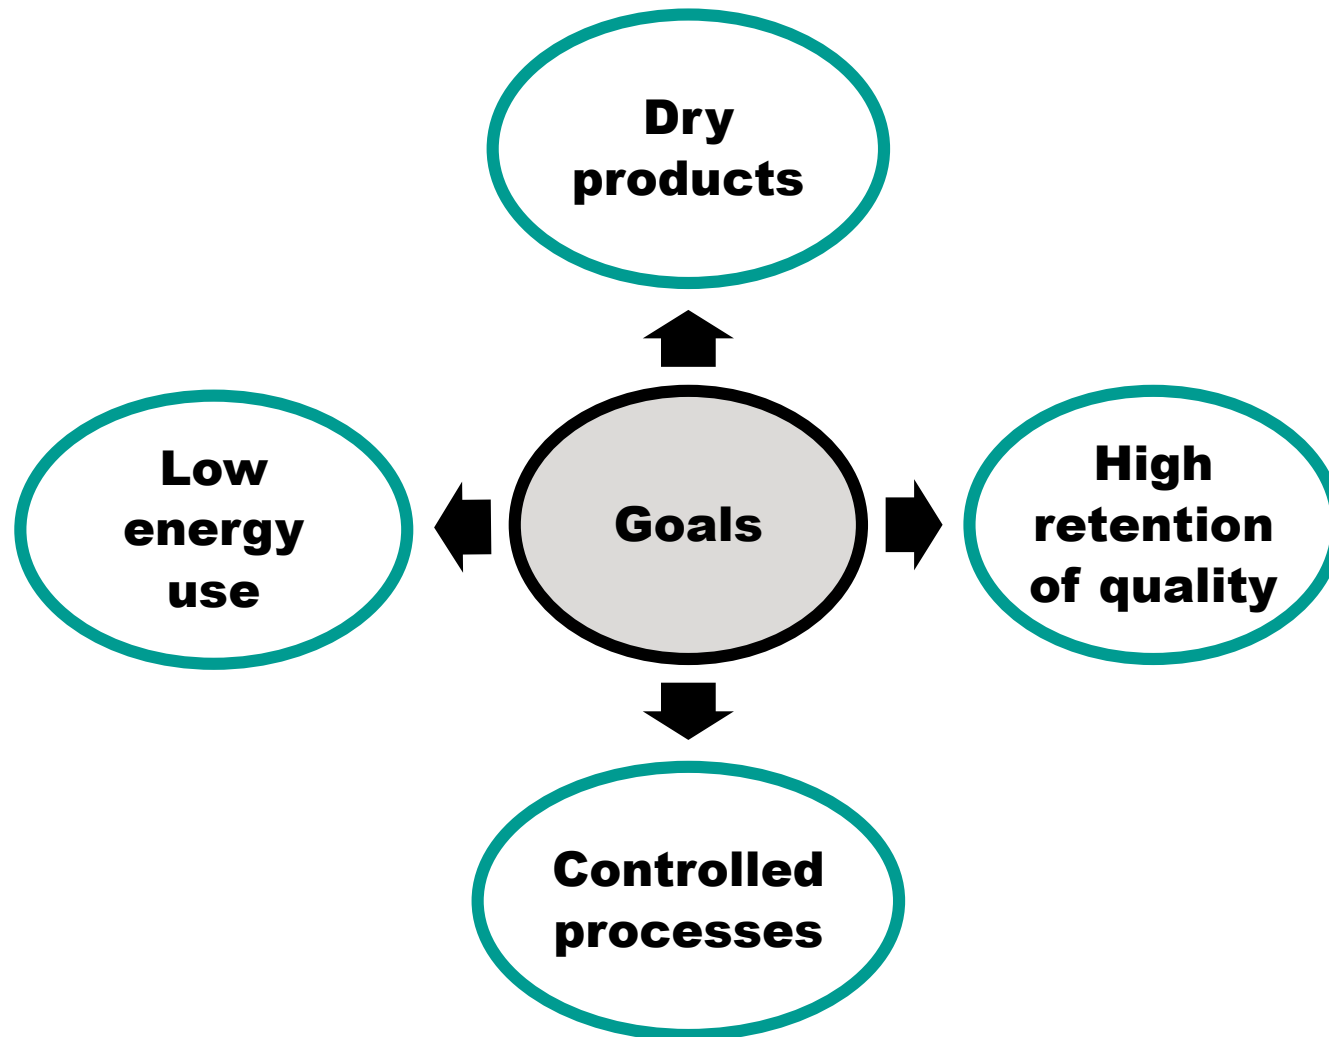 Dry
products
Low
energy
use
Goals
High
retention
of quality
Controlled
processes